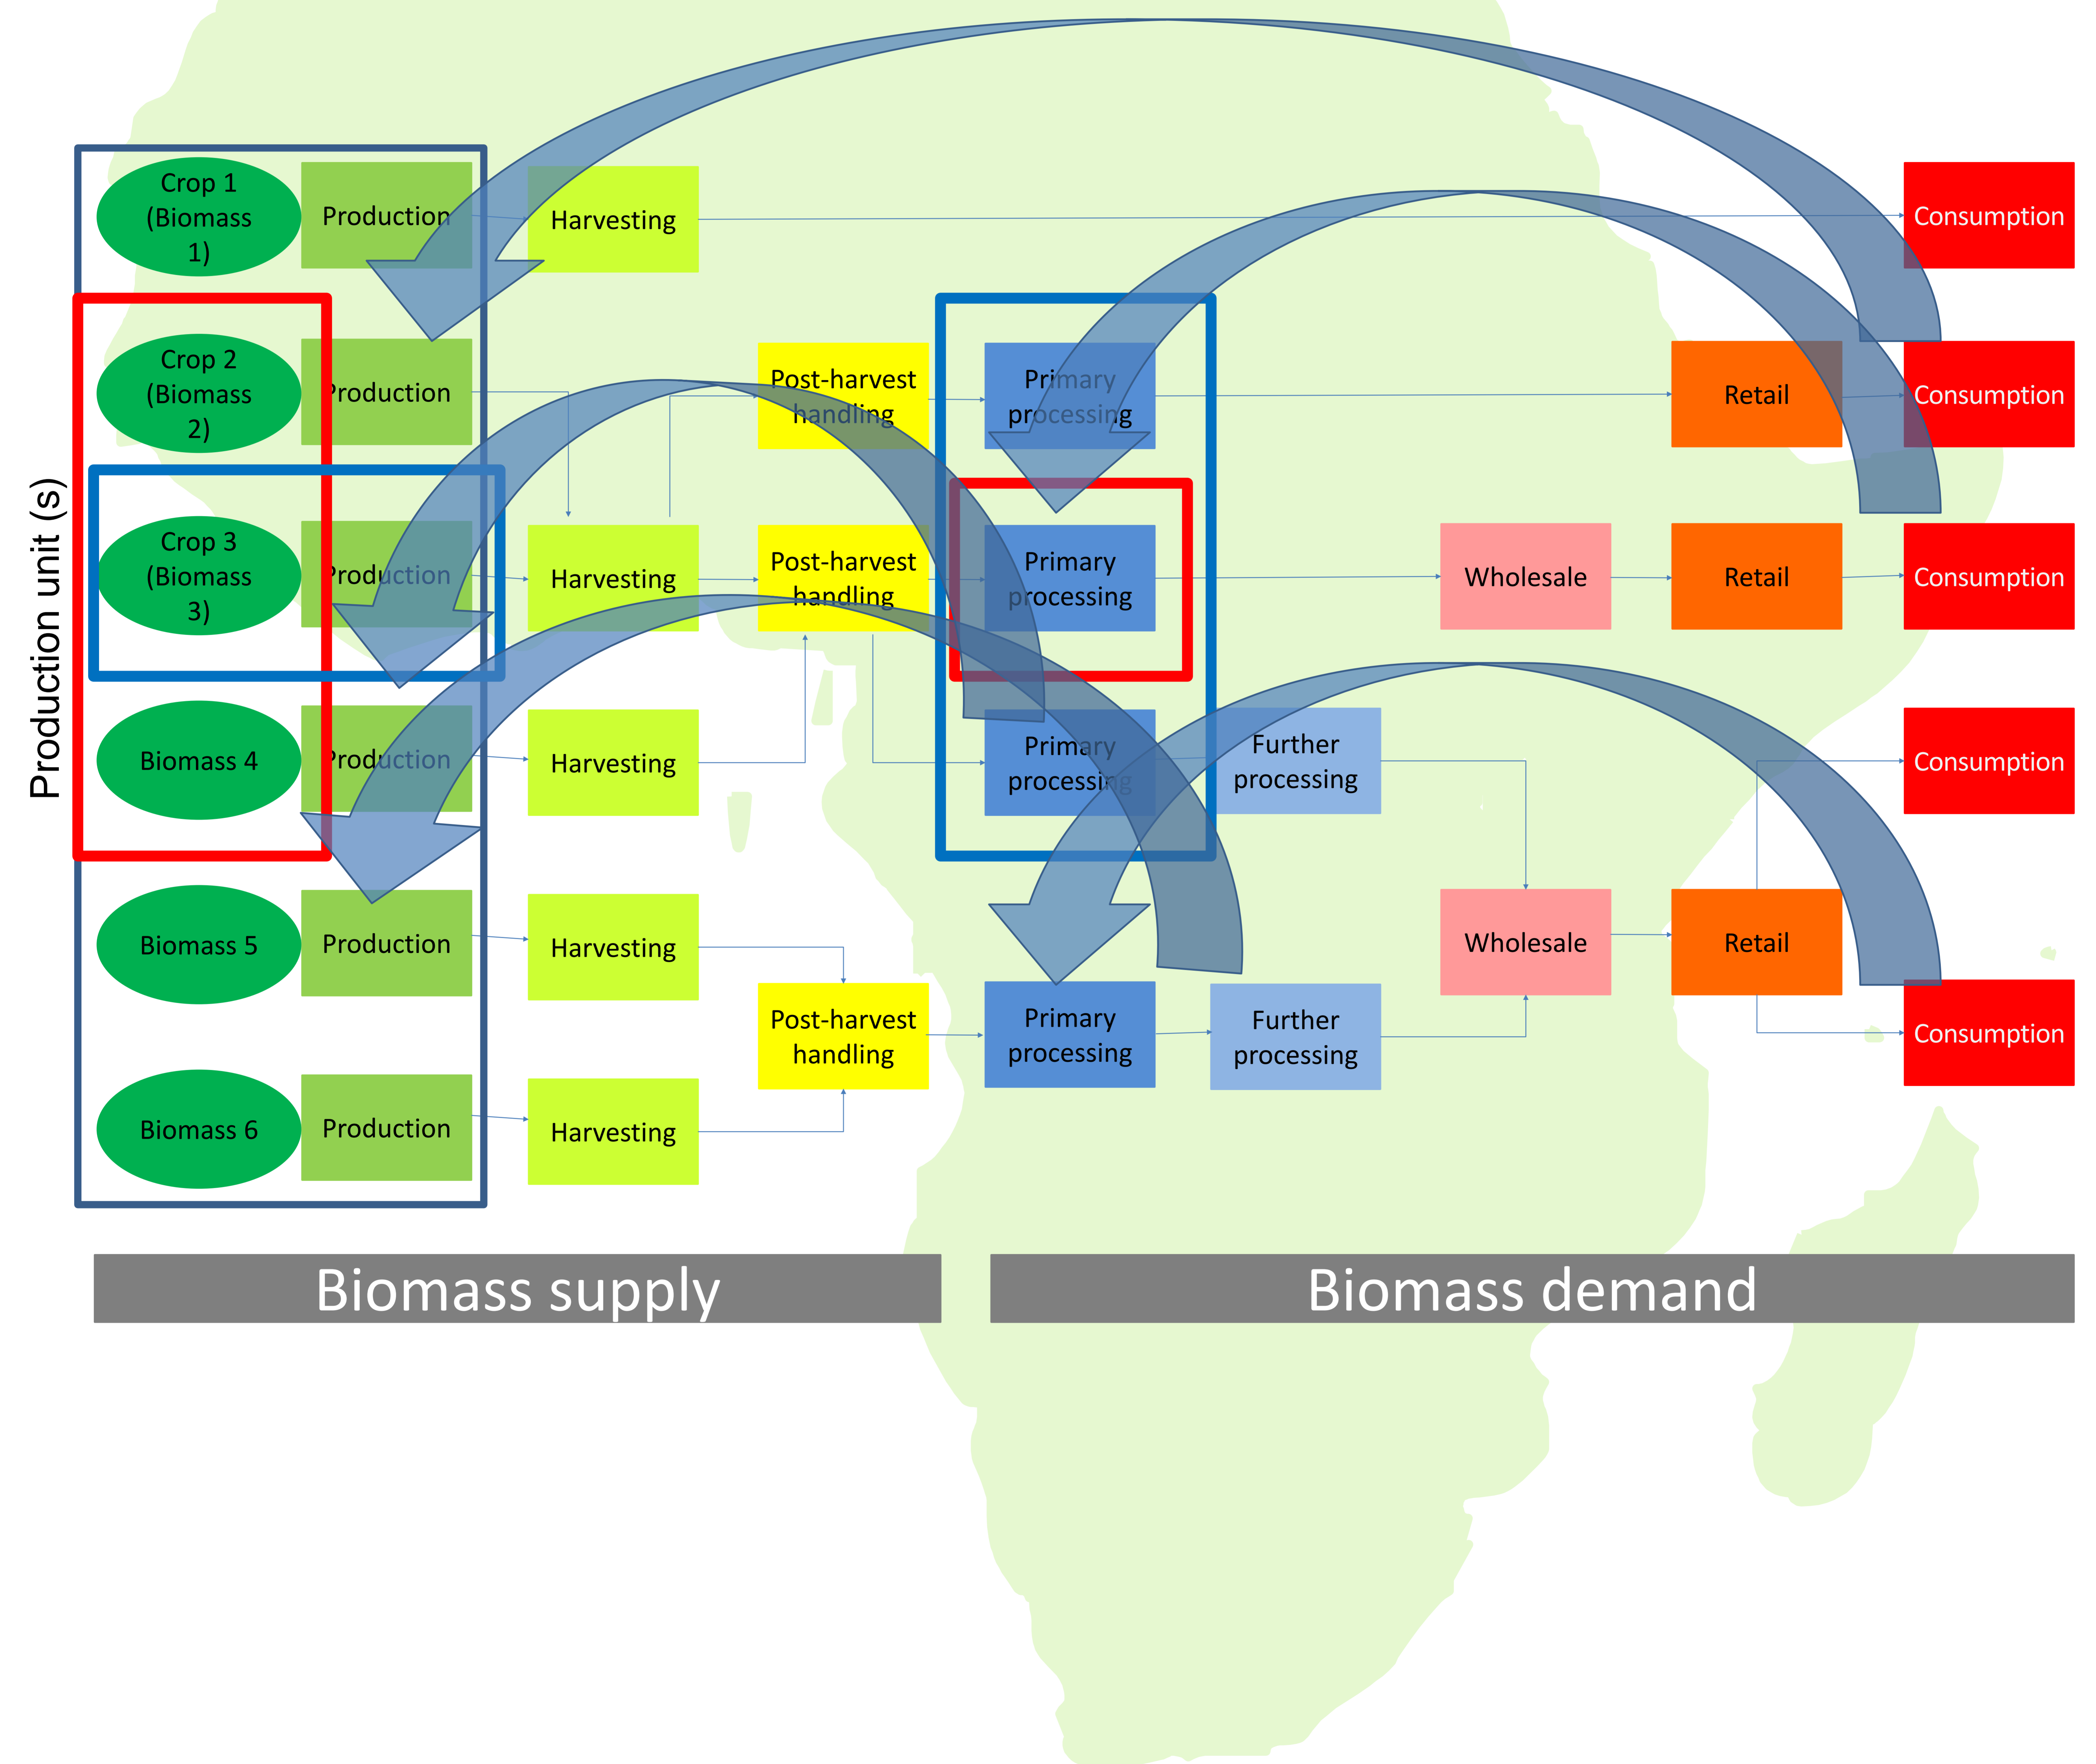 Production unit (s)
Crop 1
(Biomass
1)
Production
Harvesting
Consumption
Crop 2
(Biomass
2)
Production
Post-harvest
handling
Primary
processing
Retail
Consumption
Crop 3
(Biomass
3)
Production
Harvesting
Post-harvest
handling
Primary
processing
Wholesale
Retail
Consumption
Biomass 4
Production
Harvesting
Primary
processing
Further
processing
Consumption
Biomass 5
Production
Harvesting
Wholesale
Retail
Post-harvest
handling
Primary
processing
Further
processing
Consumption
Biomass 6
Production
Harvesting
Biomass supply
Biomass demand